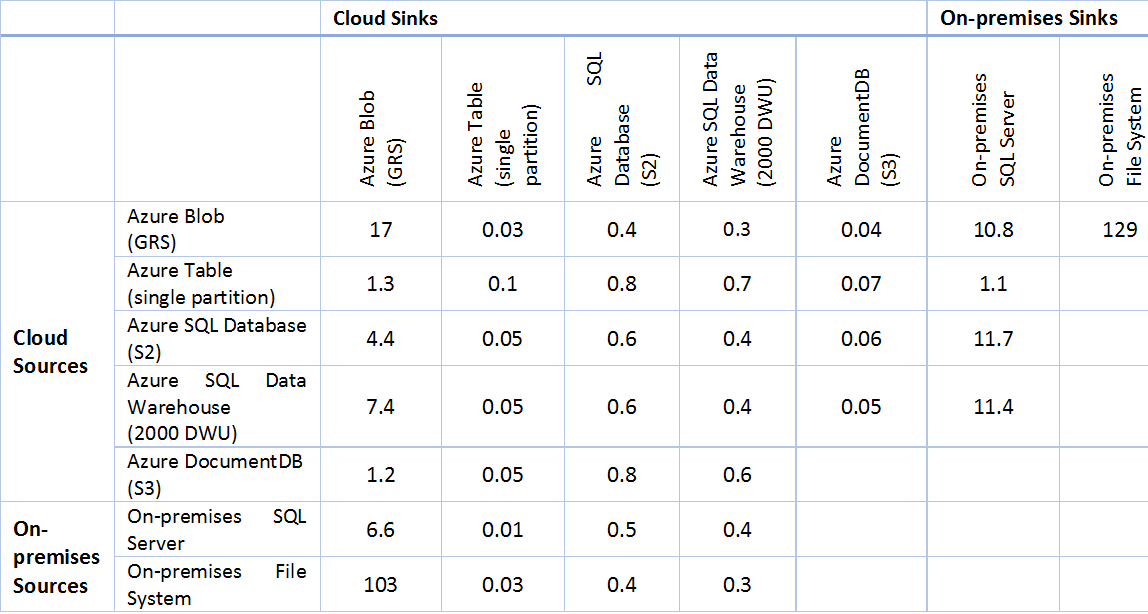 Cloud Sinks On-premises Sinks
Azure Blob
(GRS)
Azure Table
(single
partition)
Azure SQL
Database
(S2)
Azure SQL Data
Warehouse
(2000 DWU)
Azure
DocumentDB
(S3)
On-premises
SQL Server
On-premises
File System
Cloud
Sources
Azure Blob
(GRS)
17 0.03 0.4 0.3 0.04 10.8 129
Azure Table
(single partition)
1.3 0.1 0.8 0.7 0.07 1.1
Azure SQL Database
(S2)
4.4 0.05 0.6 0.4 0.06 11.7
Azure SQL Data
Warehouse
(2000 DWU)
7.4 0.05 0.6 0.4 0.05 11.4
Azure DocumentDB
(S3)
1.2 0.05 0.8 0.6
On-
premises
Sources
On-premises SQL
Server
6.6 0.01 0.5 0.4
On-premises File
System
103 0.03 0.4 0.3